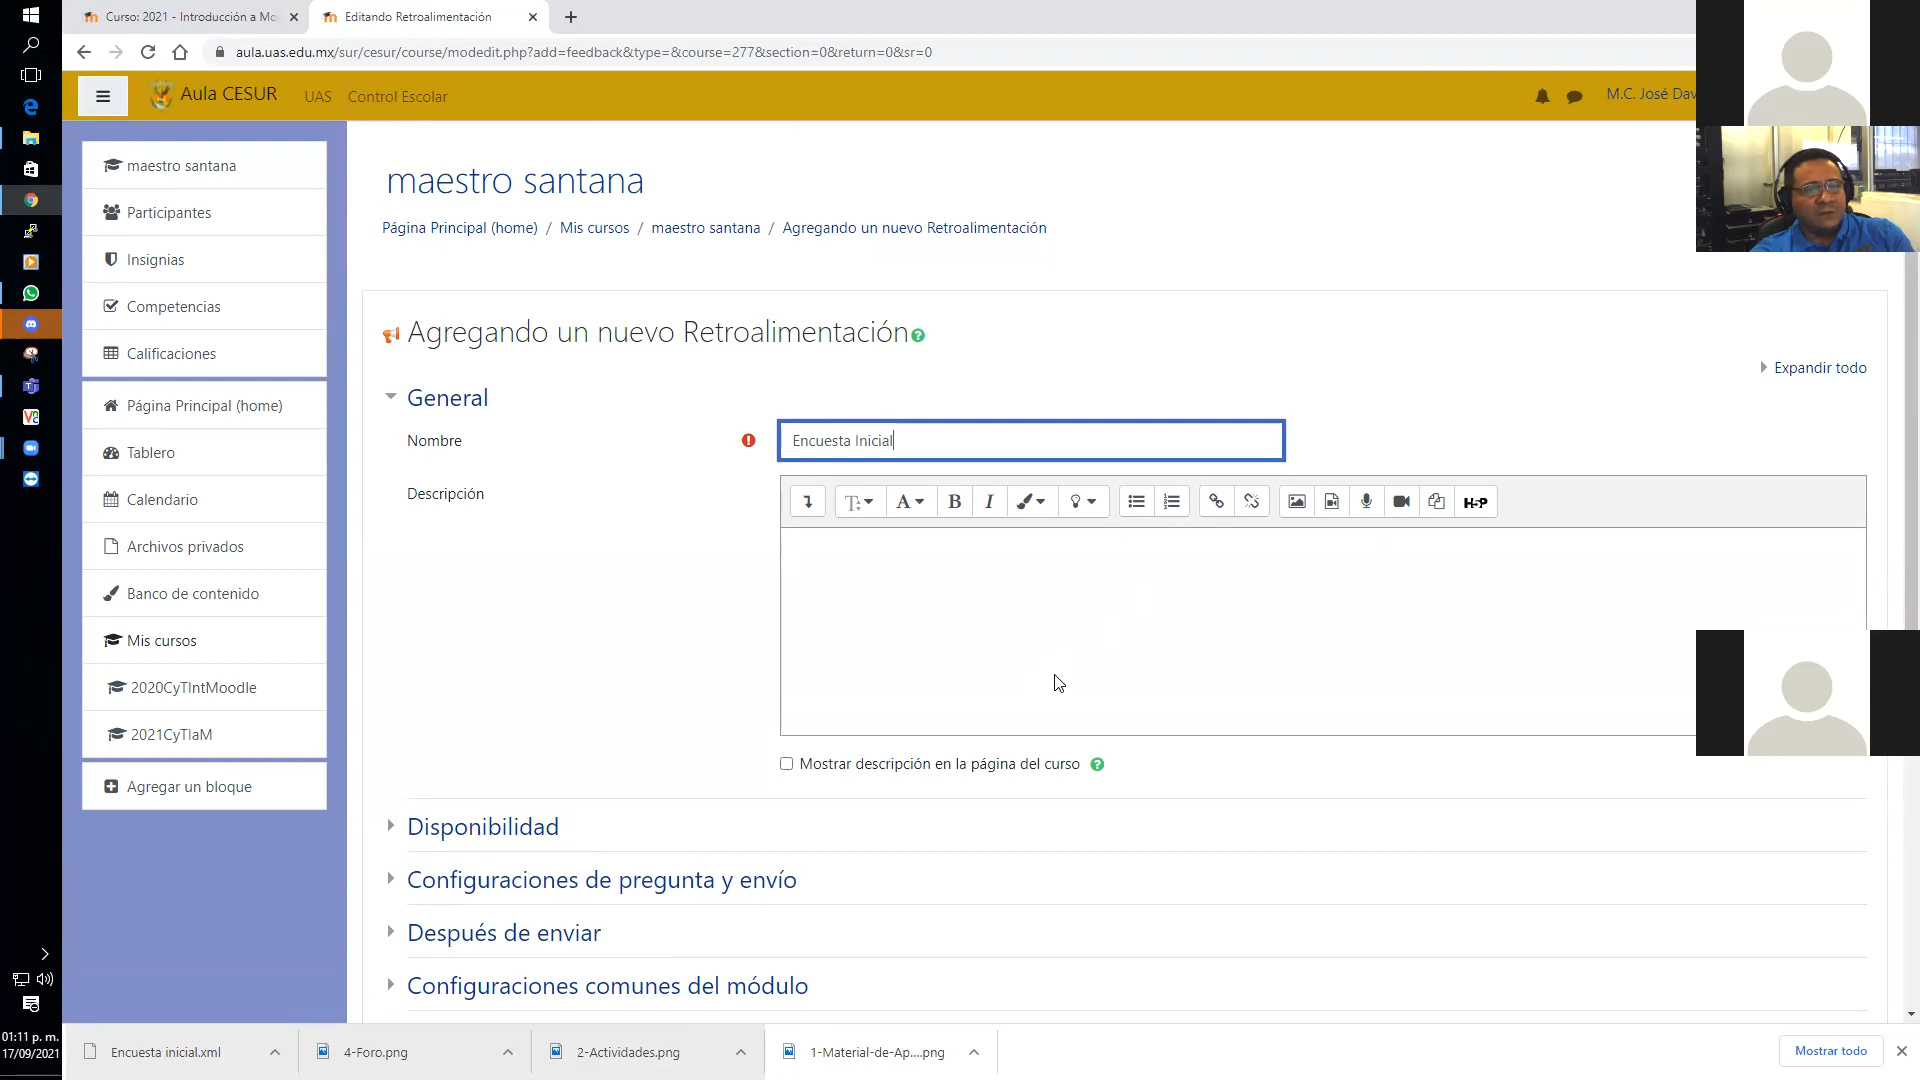 Curso: 2021 - Introducción a Mo
Editando Retroalimentación
aula.uas.edu.mx/sur/cesur/course/modedit.php?add=feedback&type=&course=277&section=0&return=0&sr=0
Aula CESUR
UAS
Control Escolar
M.C. José Dav
maestro santana
Participantes
Insignias
Competencias
Calificaciones
Página Principal (home)
Tablero
Calendario
Archivos privados
Banco de contenido
Mis cursos
2020CyTIntMoodle
2021CyTIaM
Agregar un bloque
maestro santana
Página Principal (home) / Mis cursos / maestro santana / Agregando un nuevo Retroalimentación
Agregando un nuevo Retroalimentación
Expandir todo
General
Nombre
Encuesta Inicial
Descripción
H-P
Mostrar descripción en la página del curso
Disponibilidad
Configuraciones de pregunta y envío
Después de enviar
Configuraciones comunes del módulo
01:11 p. m.
17/09/2021
Encuesta inicial.xml
4-Foro.png
2-Actividades.png
1-Material-de-Ap....png
Mostrar todo